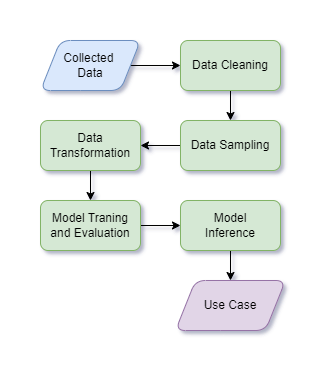 Collected
Data
Data Cleaning
Data Sampling
Data
Transformation
Model Traning
and Evaluation
Model
Inference
Use Case